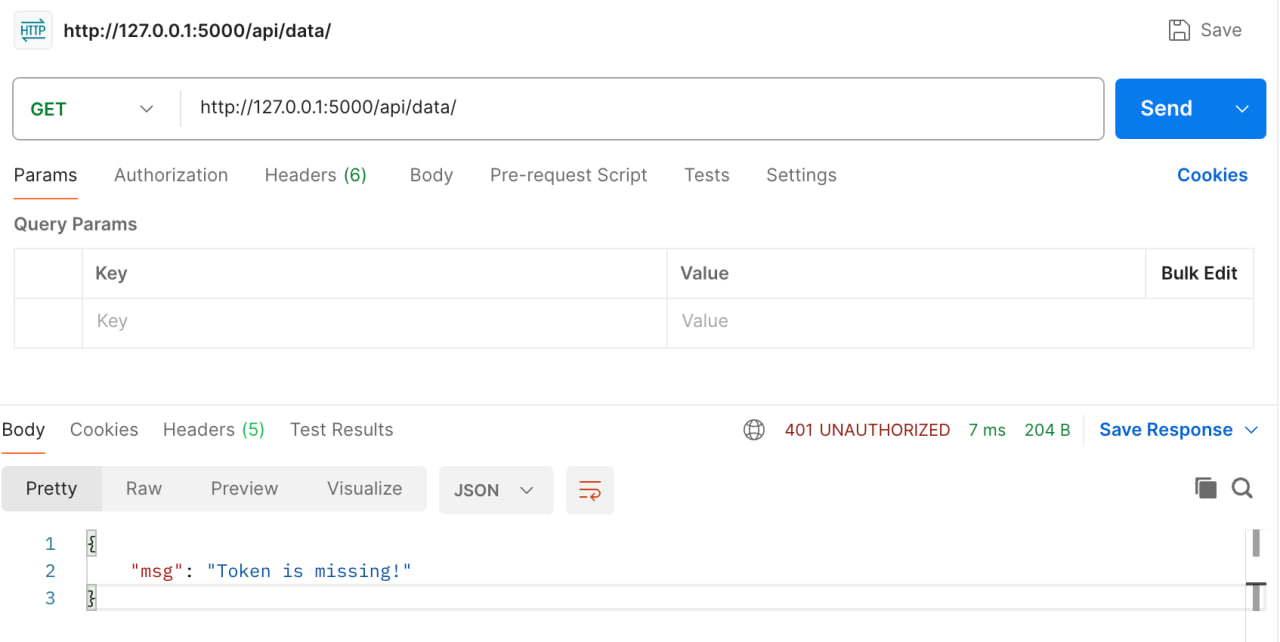 HTTP http://127.0.0.1:5000/api/data/ Save
GET http://127.0.0.1:5000/api/data/ Send
Params Authorization Headers (6) Body Pre-request Script Tests Settings Cookies
Query Params
Key Value Bulk Edit
Key Value
Body Cookies Headers (5) Test Results 401 UNAUTHORIZED 7 ms 204 B Save Response
Pretty Raw Preview Visualize JSON
1 {
2 "msg": "Token is missing!"
3 }